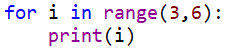 for i in range(3,6):
    print(i)